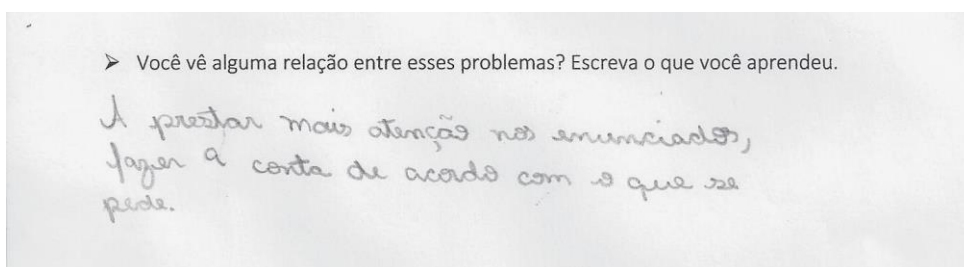 ➢ Você vê alguma relação entre esses problemas? Escreva o que você aprendeu.
A prestar mais atenção nos enunciados,
fazer a conta de acordo com o que se
pede.